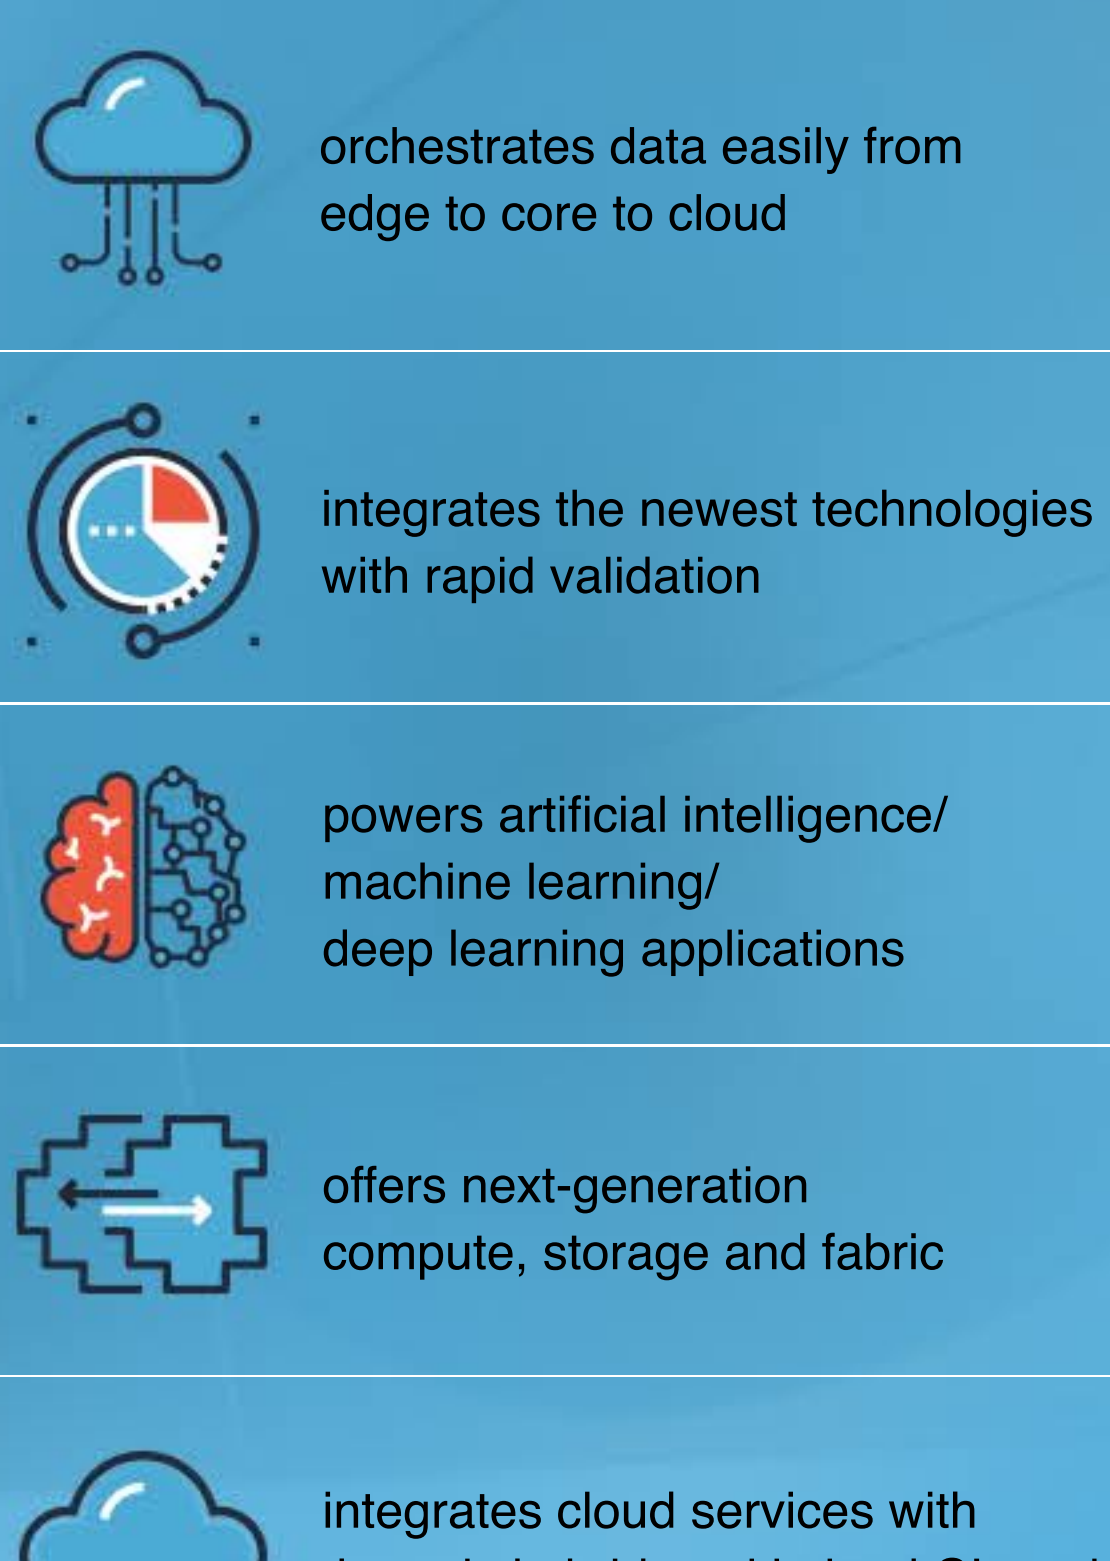 orchestrates data easily from
edge to core to cloud
integrates the newest technologies
with rapid validation
powers artificial intelligence/
machine learning/
deep learning applications
offers next-generation
compute, storage and fabric
integrates cloud services with